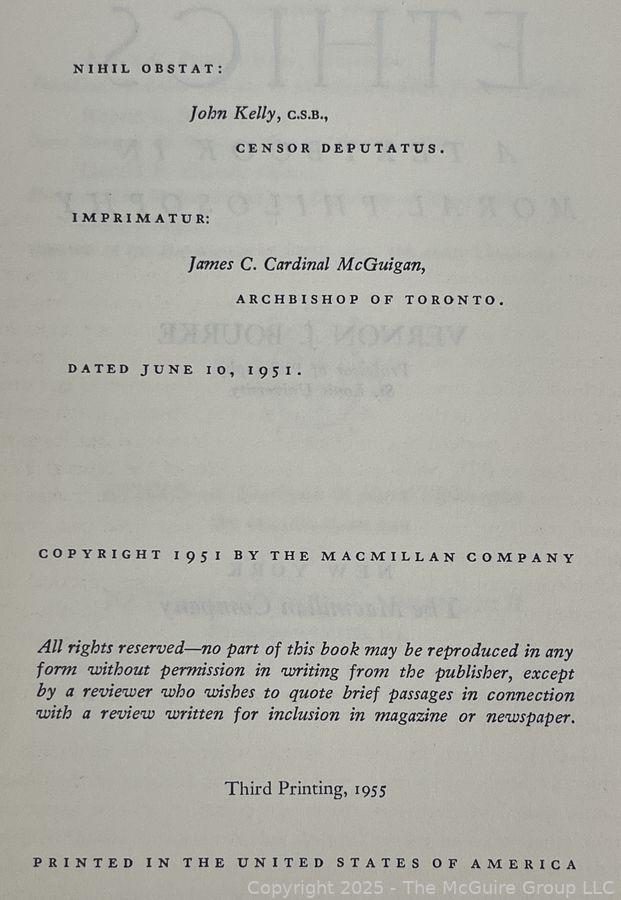 NIHIL OBSTAT:
John Kelly, C.S.B.,
CENSOR DEPUTATUS.
IMPRIMATUR:
James C. Cardinal McGuigan,
ARCHBISHOP OF TORONTO.
DATED JUNE 10, 1951.
COPYRIGHT 1951 BY THE MACMILLAN COMPANY
All rights reserved—no part of this book may be reproduced in any
form without permission in writing from the publisher, except
by a reviewer who wishes to quote brief passages in connection
with a review written for inclusion in magazine or newspaper.
Third Printing, 1955
PRINTED IN THE UNITED STATES OF AMERICA
Copyright 2025 - The McGuire Group LLC